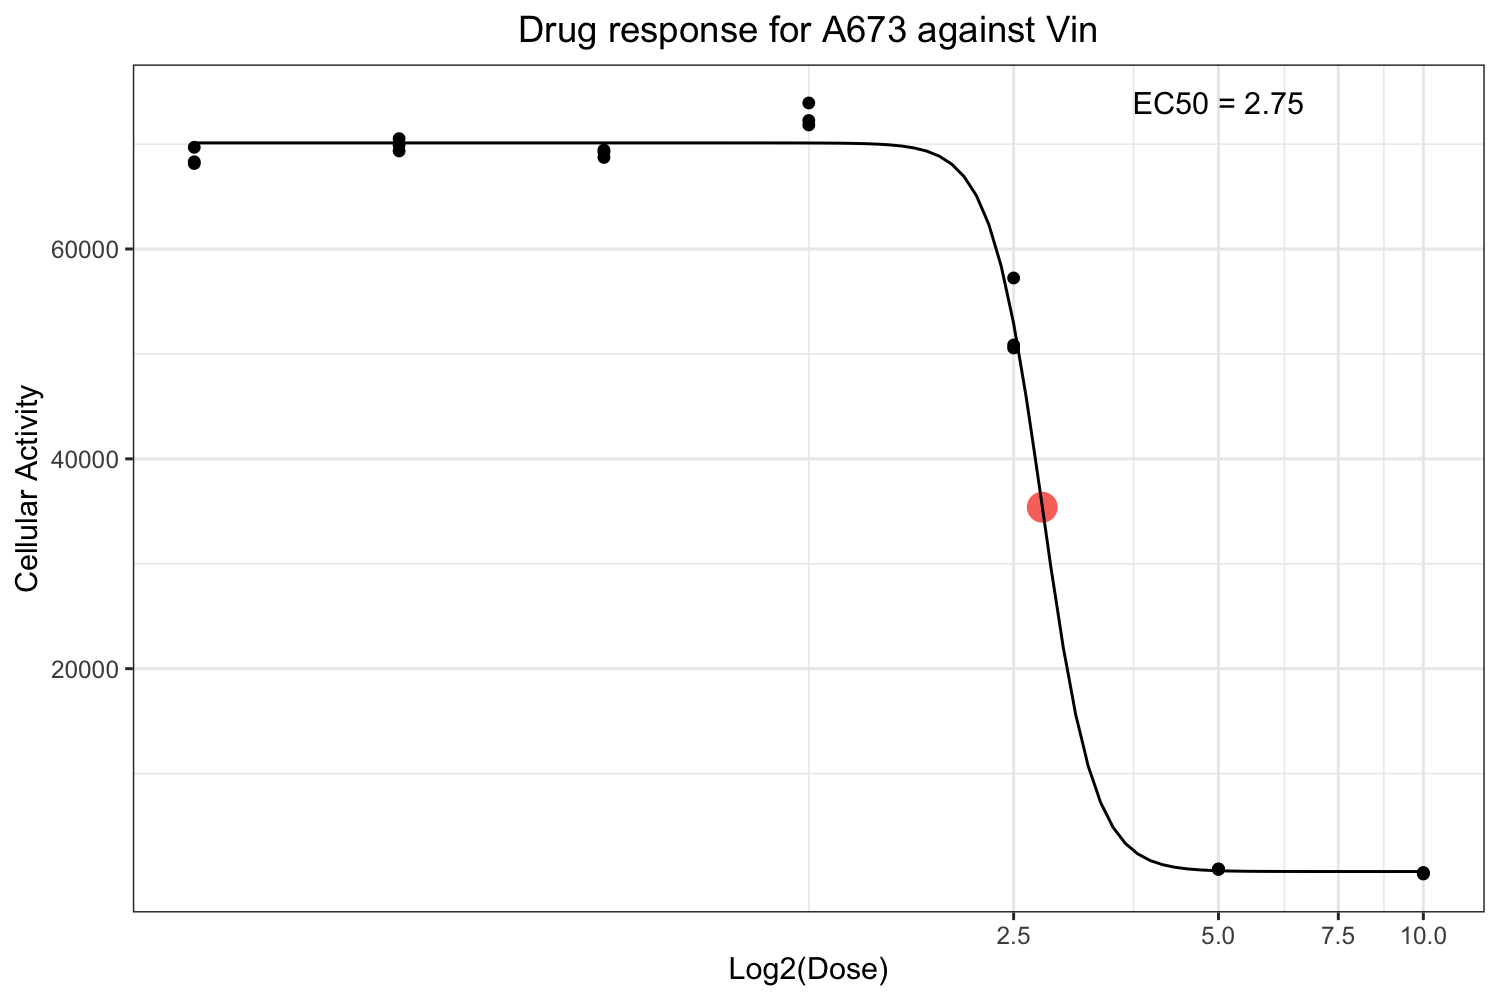 Drug response for A673 against Vin
EC50 = 2.75
60000
40000
20000
Cellular Activity
2.5 5.0 7.5 10.0
Log2(Dose)